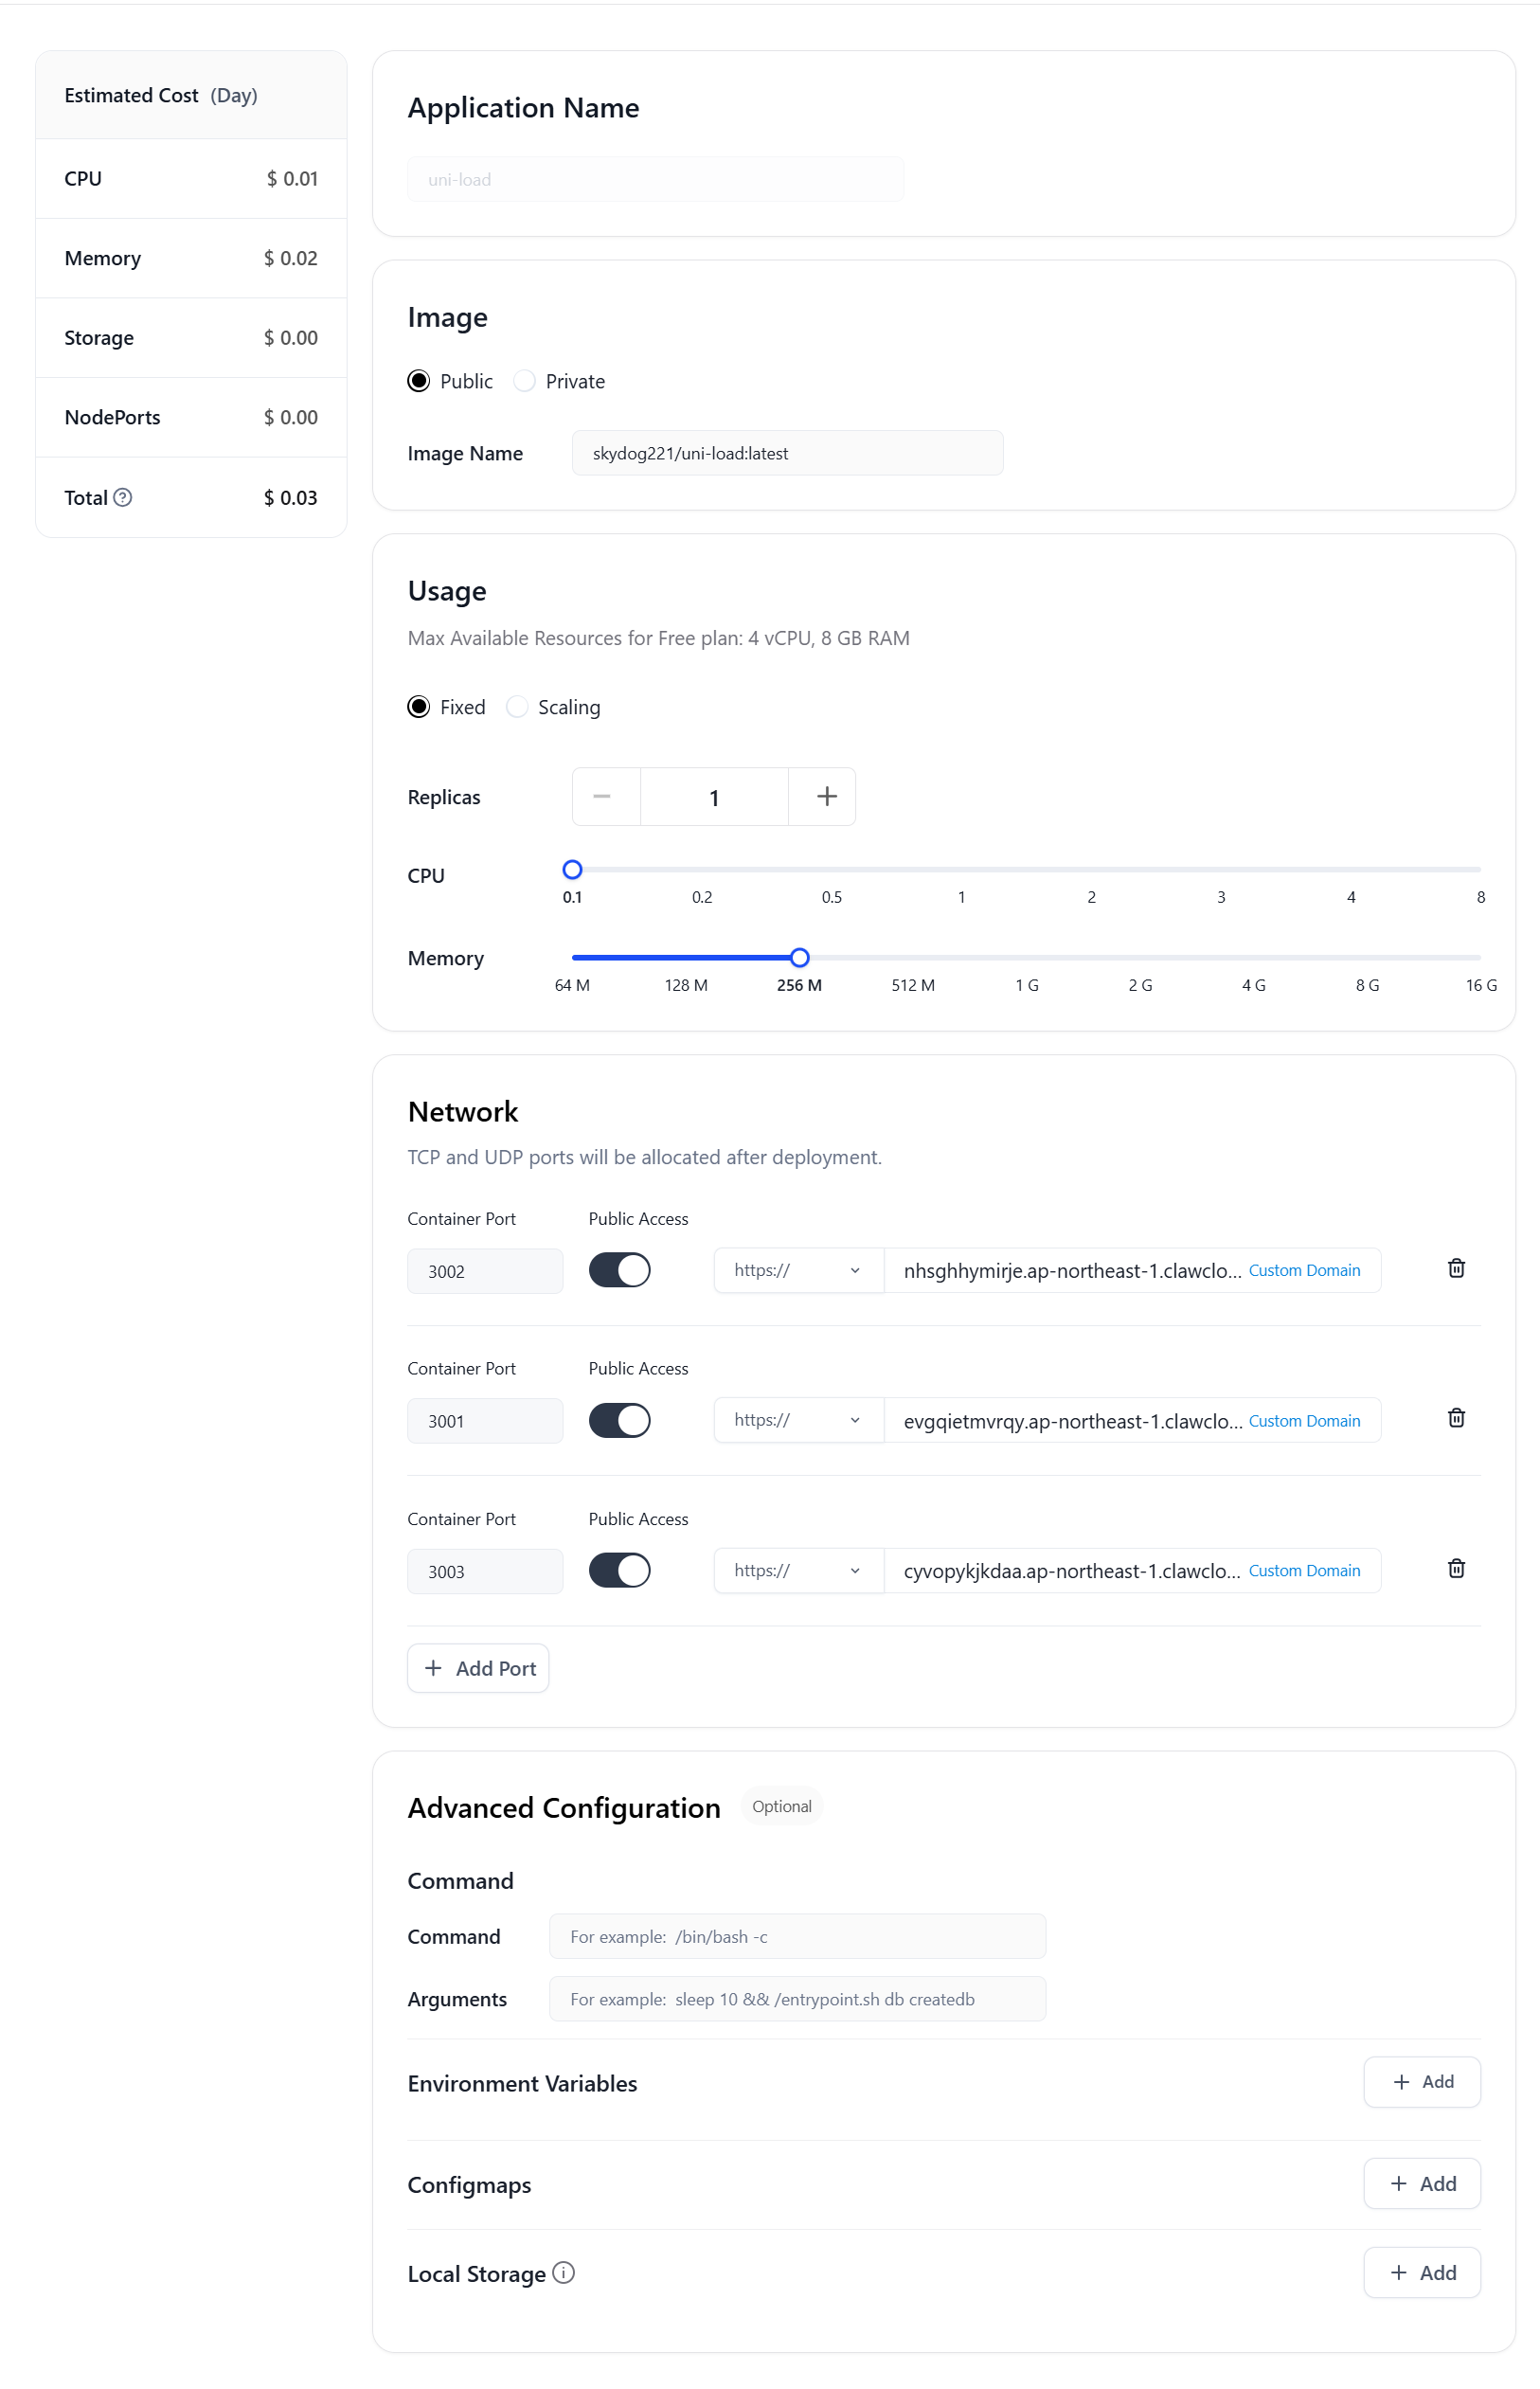 Estimated Cost (Day)
CPU $ 0.01
Memory $ 0.02
Storage $ 0.00
NodePorts $ 0.00
Total $ 0.03
Application Name
uni-load
Image
Public Private
Image Name skydog221/uni-load:latest
Usage
Max Available Resources for Free plan: 4 vCPU, 8 GB RAM
Fixed Scaling
Replicas 1
CPU
0.1 0.2 0.5 1 2 3 4 8
Memory
64 M 128 M 256 M 512 M 1 G 2 G 4 G 8 G 16 G
Network
TCP and UDP ports will be allocated after deployment.
Container Port Public Access
3002 https:// nhsghhymirje.ap-northeast-1.clawclo... Custom Domain
Container Port Public Access
3001 https:// evgqietmvrqy.ap-northeast-1.clawclo... Custom Domain
Container Port Public Access
3003 https:// cyvopykjkdaa.ap-northeast-1.clawclo... Custom Domain
Add Port
Advanced Configuration Optional
Command
Command For example: /bin/bash -c
Arguments For example: sleep 10 && /entrypoint.sh db createdb
Environment Variables Add
Configmaps Add
Local Storage Add